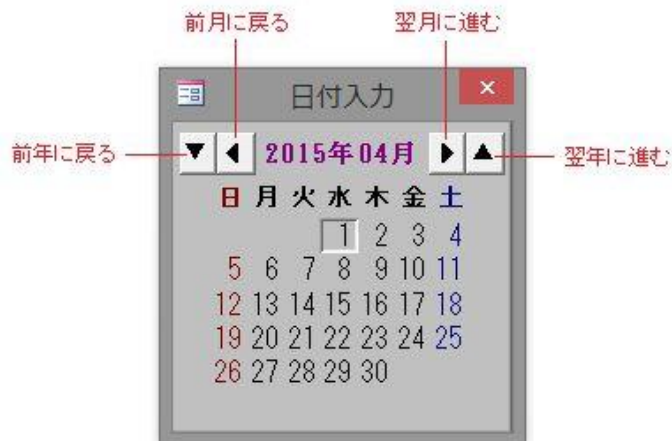 前月に戻る
翌月に進む
日付入力
×
前年に戻る
▼ ◀ 2015年04月 ▶ ▲
翌年に進む
日 月 火 水 木 金 土
1 2 3 4
5 6 7 8 9 10 11
12 13 14 15 16 17 18
19 20 21 22 23 24 25
26 27 28 29 30